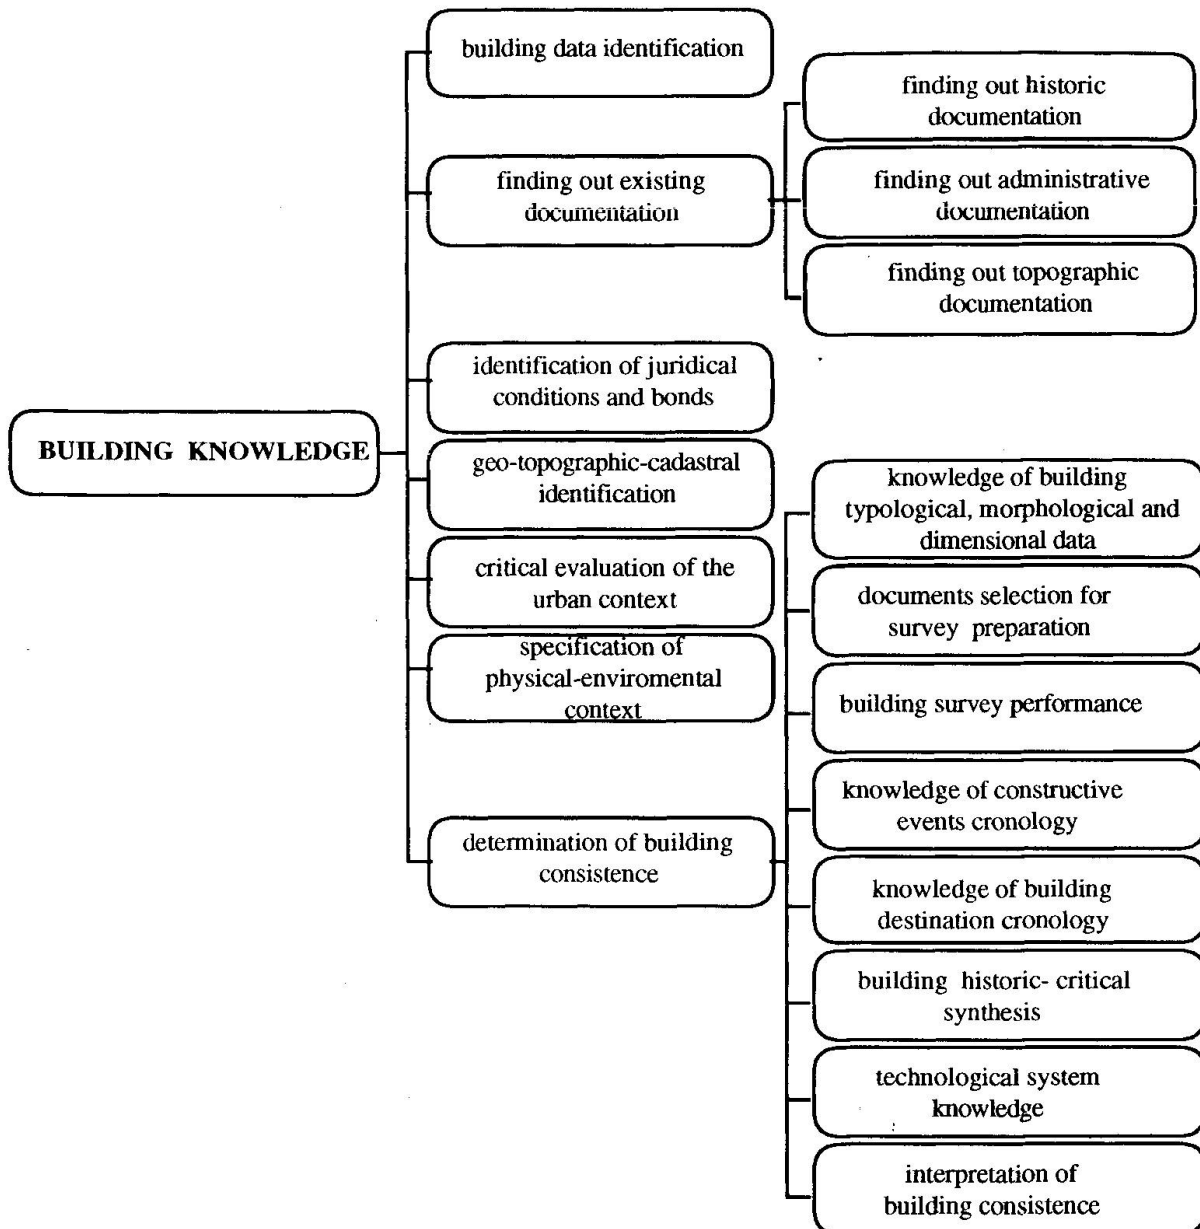 building data identification
finding out historic
documentation
finding out existing
documentation
finding out administrative
documentation
finding out topographic
documentation
identification of juridical
conditions and bonds
BUILDING KNOWLEDGE
geo-topographic-cadastral
identification
critical evaluation of the
urban context
specification of
physical-enviromental
context
determination of building
consistence
knowledge of building
typological, morphological and
dimensional data
documents selection for
survey preparation
building survey performance
knowledge of constructive
events cronology
knowledge of building
destination cronology
building historic- critical
synthesis
technological system
knowledge
interpretation of
building consistence